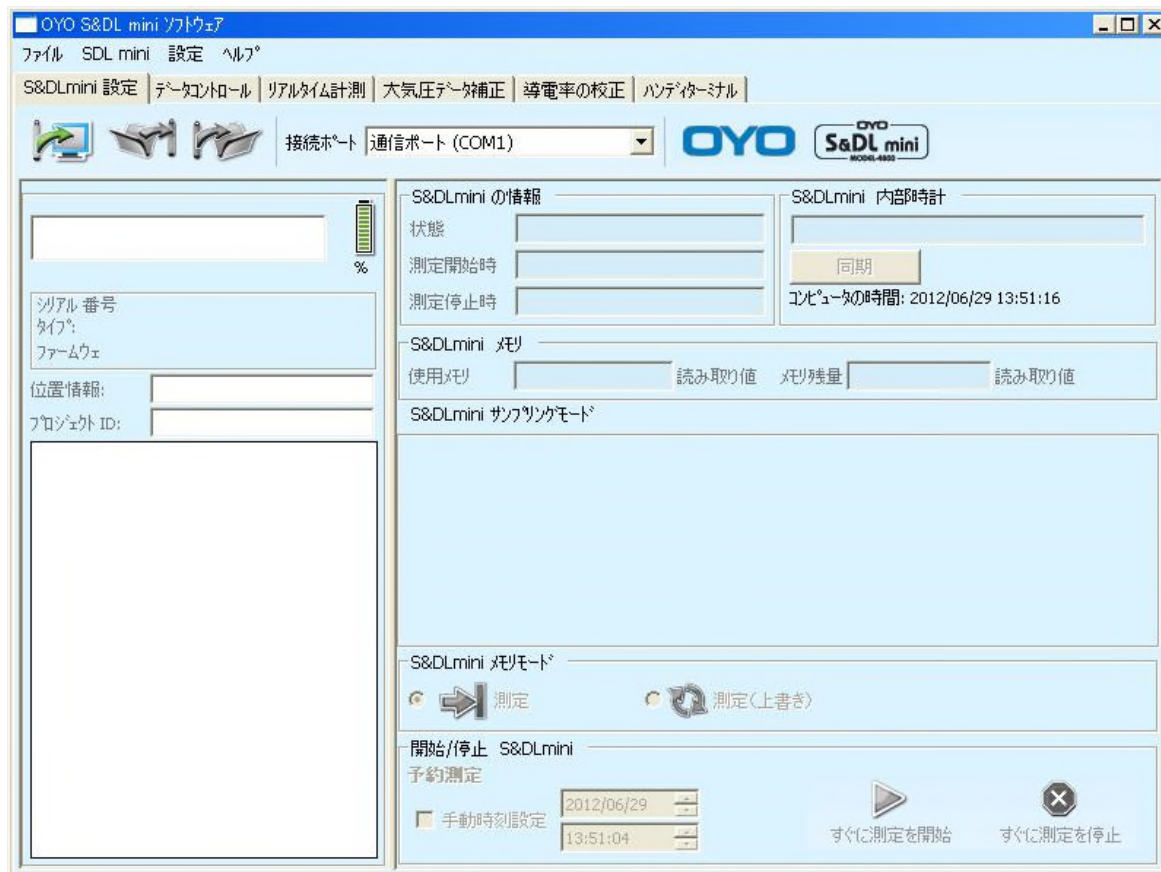 OYO S&DL mini ソフトウェア
ファイル SDL mini 設定 ヘルプ
S&DLmini 設定 データコントロール リアルタイム計測 大気圧データ補正 導電率の校正 ハンディターミナル
接続ポート 通信ポート (COM1) OYO OYO S&DL mini MODEL-4800
%
シリアル 番号
タイプ:
ファームウェ
位置情報:
プロジェクト ID:
S&DLmini の情報
状態
測定開始時
測定停止時
S&DLmini 内部時計
同期
コンピュータの時間: 2012/06/29 13:51:16
S&DLmini メモリ
使用メモリ 読み取り値 メモリ残量 読み取り値
S&DLmini サンプリングモード
S&DLmini メモリモード
測定 測定(上書き)
開始/停止 S&DLmini
予約測定
手動時刻設定
2012/06/29
13:51:04
すぐに測定を開始 すぐに測定を停止